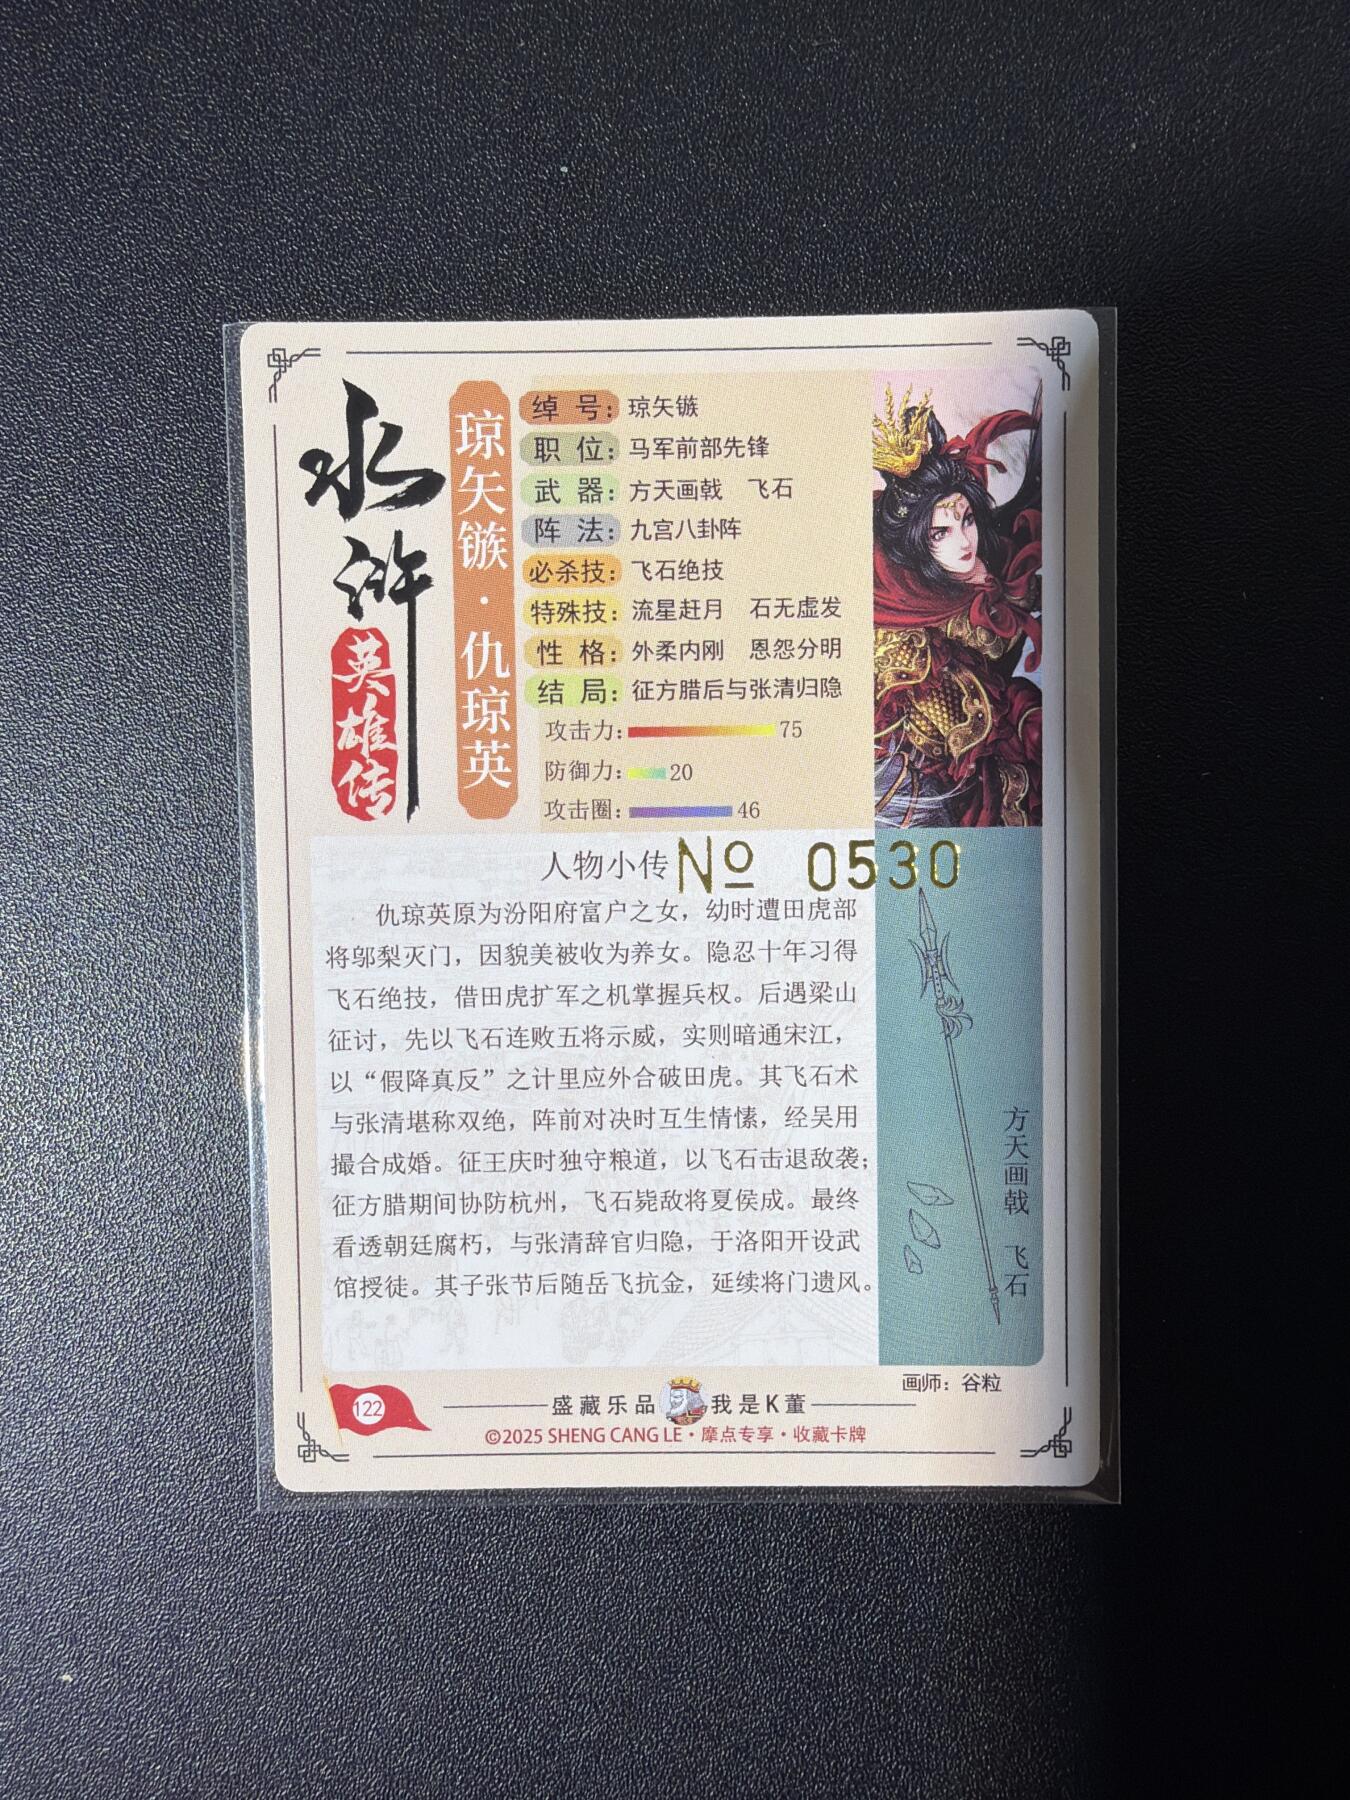 水浒
英雄传
琼矢镞·仇琼英
绰号：琼矢镞
职位：马军前部先锋
武器：方天画戟 飞石
阵法：九宫八卦阵
必杀技：飞石绝技
特殊技：流星赶月 石无虚发
性格：外柔内刚 恩怨分明
结局：征方腊后与张清归隐
攻击力：75
防御力：20
攻击圈：46
人物小传
№ 0530
仇琼英原为汾阳府富户之女，幼时遭田虎部
将邬梨灭门，因貌美被收为养女。隐忍十年习得
飞石绝技，借田虎扩军之机掌握兵权。后遇梁山
征讨，先以飞石连败五将示威，实则暗通宋江，
以“假降真反”之计里应外合破田虎。其飞石术
与张清堪称双绝，阵前对决时互生情愫，经吴用
撮合成婚。征王庆时独守粮道，以飞石击退敌袭；
征方腊期间协防杭州，飞石毙敌将夏侯成。最终
看透朝廷腐朽，与张清辞官归隐，于洛阳开设武
馆授徒。其子张节后随岳飞抗金，延续将门遗风。
方天画戟 飞石
画师：谷粒
122
盛藏乐品 我是K董
©2025 SHENG CANG LE·摩点专享·收藏卡牌